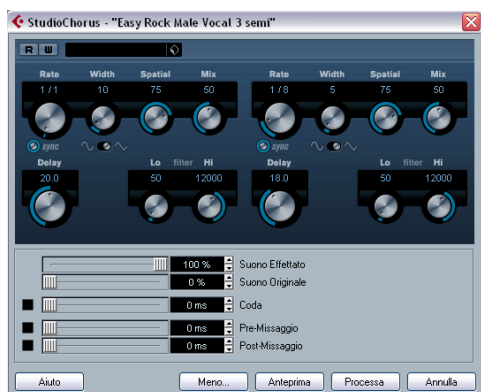 StudioChorus - "Easy Rock Male Vocal 3 semi"
R W
Rate Width Spatial Mix Rate Width Spatial Mix
1 / 1 10 75 50 1 / 8 5 75 50
sync sync
Delay Lo filter Hi Delay Lo filter Hi
20.0 50 12000 18.0 50 12000
100 % Suono Effettato
0 % Suono Originale
0 ms Coda
0 ms Pre-Missaggio
0 ms Post-Missaggio
Aiuto Meno... Anteprima Processa Annulla